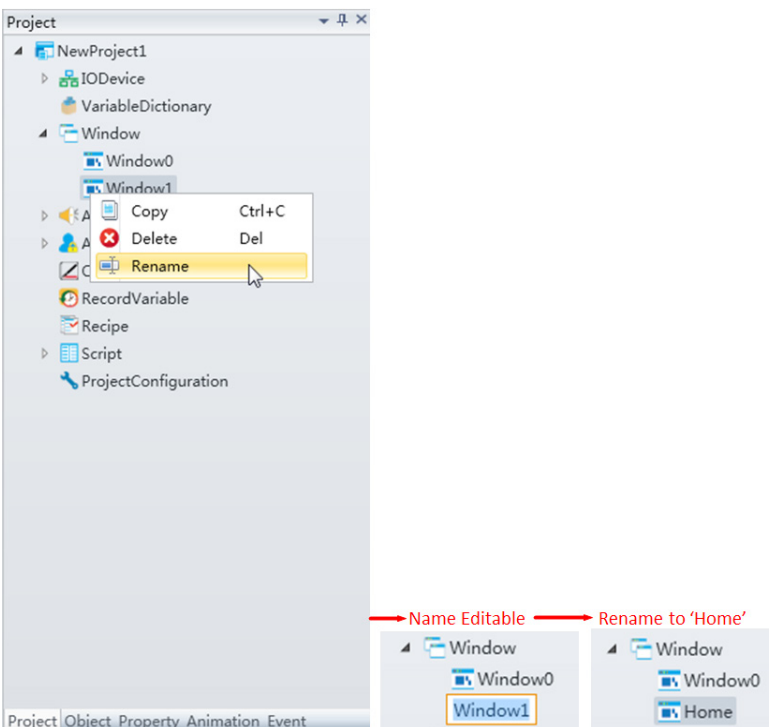 Project
NewProject1
IODevice
VariableDictionary
Window
Window0
Window1
A
Copy Ctrl+C
A
Delete Del
C
Rename
RecordVariable
Recipe
Script
ProjectConfiguration
Project Object Property Animation Event
Name Editable
Window
Window0
Window1
Rename to ‘Home’
Window
Window0
Home